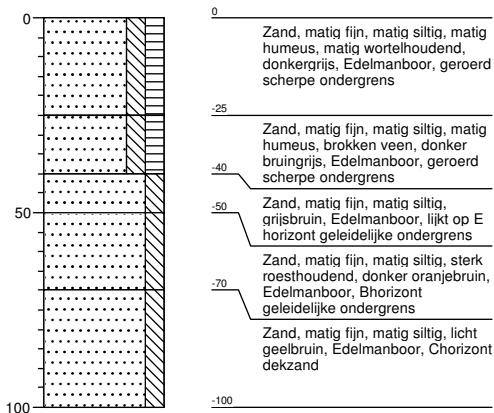 0
50
100
0
Zand, matig fijn, matig siltig, matig
humeus, matig wortelhoudend,
donkergrijs, Edelmanboor, geroerd
scherpe ondergrens
-25
Zand, matig fijn, matig siltig, matig
humeus, brokken veen, donker
bruingrijs, Edelmanboor, geroerd
scherpe ondergrens
-40
Zand, matig fijn, matig siltig,
grijsbruin, Edelmanboor, lijkt op E
horizont geleidelijke ondergrens
-50
Zand, matig fijn, matig siltig, sterk
roesthoudend, donker oranjebruin,
Edelmanboor, Bhorizont
geleidelijke ondergrens
-70
Zand, matig fijn, matig siltig, licht
geelbruin, Edelmanboor, Chorizont
dekzand
-100